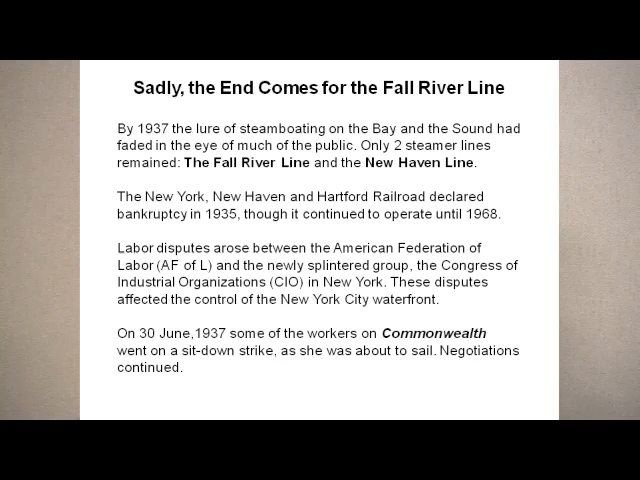 Sadly, the End Comes for the Fall River Line
By 1937 the lure of steamboating on the Bay and the Sound had
faded in the eye of much of the public. Only 2 steamer lines
remained: The Fall River Line and the New Haven Line.
The New York, New Haven and Hartford Railroad declared
bankruptcy in 1935, though it continued to operate until 1968.
Labor disputes arose between the American Federation of
Labor (AF of L) and the newly splintered group, the Congress of
Industrial Organizations (CIO) in New York. These disputes
affected the control of the New York City waterfront.
On 30 June,1937 some of the workers on Commonwealth
went on a sit-down strike, as she was about to sail. Negotiations
continued.